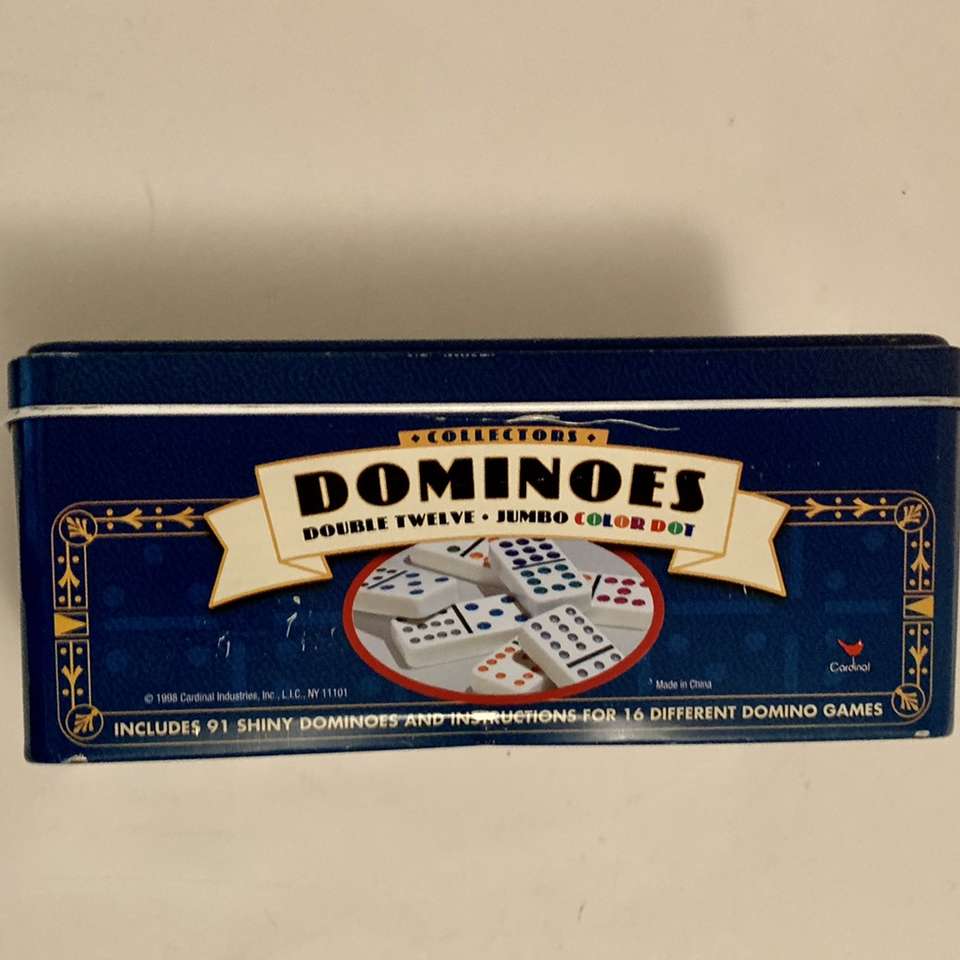 COLLECTORS
DOMINOES
DOUBLE TWELVE • JUMBO COLOR DOT
Cardinal
© 1998 Cardinal Industries, Inc., L.I.C., NY 11101
Made in China
INCLUDES 91 SHINY DOMINOES AND INSTRUCTIONS FOR 16 DIFFERENT DOMINO GAMES